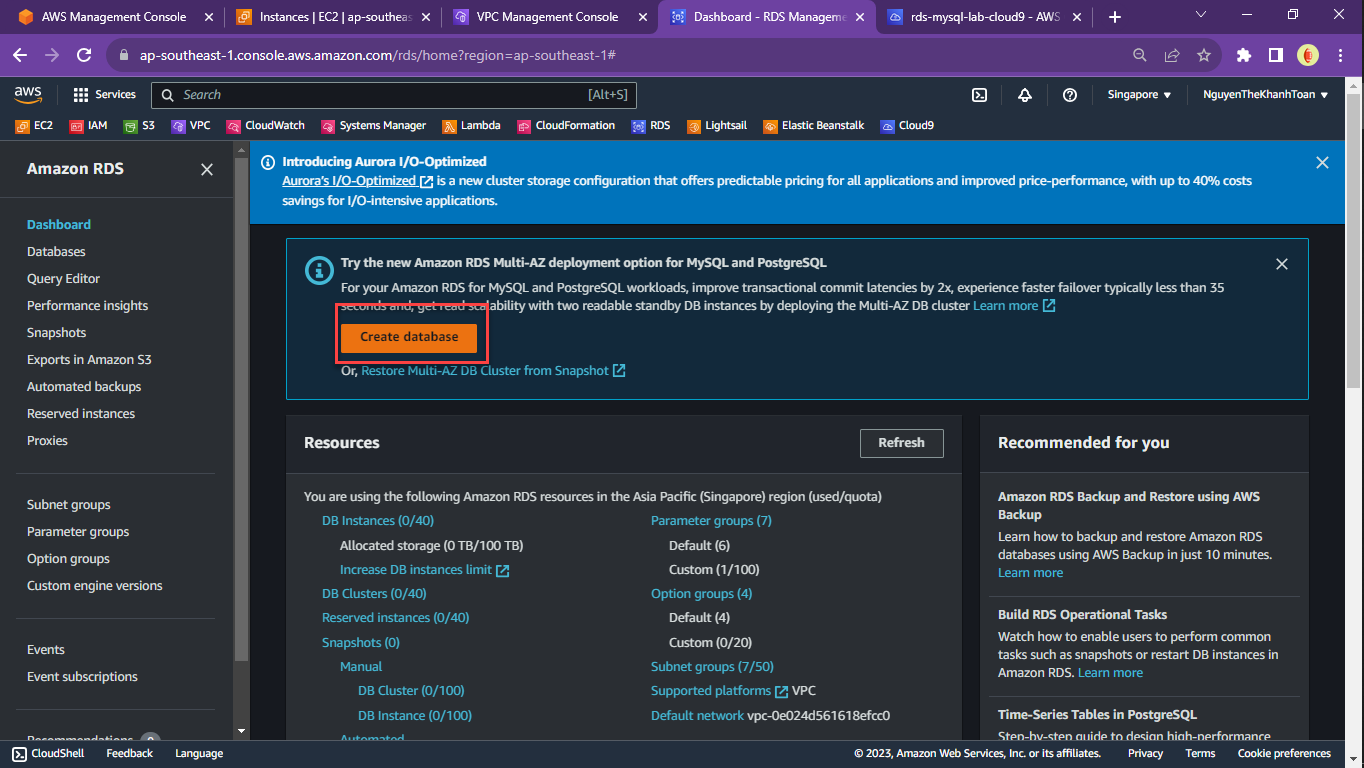 AWS Management Console
Instances | EC2 | ap-southeas
VPC Management Console
Dashboard - RDS Manageme
rds-mysql-lab-cloud9 - AWS
ap-southeast-1.console.aws.amazon.com/rds/home?region=ap-southeast-1#
aws
Services
Search
[Alt+S]
Singapore
NguyenTheKhanhToan
EC2
IAM
S3
VPC
CloudWatch
Systems Manager
Lambda
CloudFormation
RDS
Lightsail
Elastic Beanstalk
Cloud9
Amazon RDS
Dashboard
Databases
Query Editor
Performance insights
Snapshots
Exports in Amazon S3
Automated backups
Reserved instances
Proxies
Subnet groups
Parameter groups
Option groups
Custom engine versions
Events
Event subscriptions
Recommendations
Introducing Aurora I/O-Optimized
Aurora's I/O-Optimized is a new cluster storage configuration that offers predictable pricing for all applications and improved price-performance, with up to 40% costs
savings for I/O-intensive applications.
Try the new Amazon RDS Multi-AZ deployment option for MySQL and PostgreSQL
For your Amazon RDS for MySQL and PostgreSQL workloads, improve transactional commit latencies by 2x, experience faster failover typically less than 35
seconds and, get read scalability with two readable standby DB instances by deploying the Multi-AZ DB cluster Learn more
Create database
Or, Restore Multi-AZ DB Cluster from Snapshot
Resources
Refresh
You are using the following Amazon RDS resources in the Asia Pacific (Singapore) region (used/quota)
DB Instances (0/40)
Allocated storage (0 TB/100 TB)
Increase DB instances limit
DB Clusters (0/40)
Reserved instances (0/40)
Snapshots (0)
Manual
DB Cluster (0/100)
DB Instance (0/100)
Automated
Parameter groups (7)
Default (6)
Custom (1/100)
Option groups (4)
Default (4)
Custom (0/20)
Subnet groups (7/50)
Supported platforms VPC
Default network vpc-0e024d561618efcc0
Recommended for you
Amazon RDS Backup and Restore using AWS
Backup
Learn how to backup and restore Amazon RDS
databases using AWS Backup in just 10 minutes.
Learn more
Build RDS Operational Tasks
Watch how to enable users to perform common
tasks such as snapshots or restart DB instances in
Amazon RDS. Learn more
Time-Series Tables in PostgreSQL
Step-by-step guide to design high-performance
CloudShell
Feedback
Language
© 2023, Amazon Web Services, Inc. or its affiliates.
Privacy
Terms
Cookie preferences